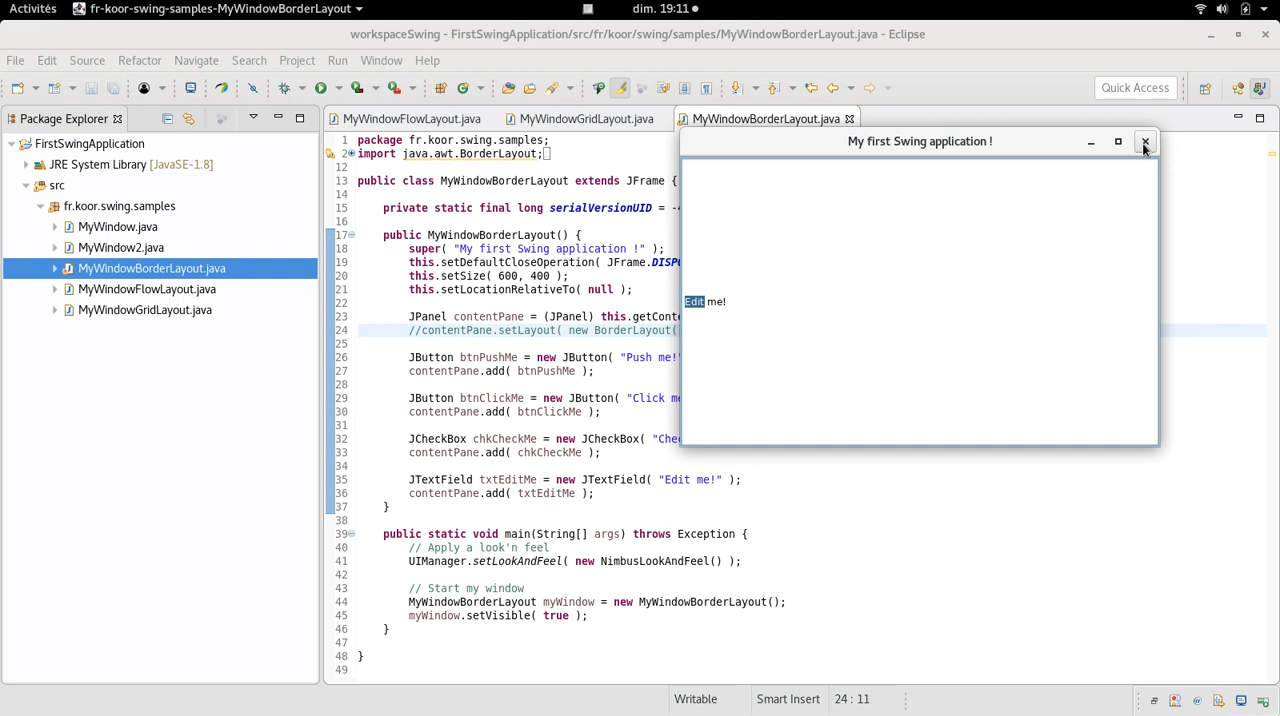 Activités fr-koor-swing-samples-MyWindowBorderLayout dim. 19:11
workspaceSwing - FirstSwingApplication/src/fr/koor/swing/samples/MyWindowBorderLayout.java - Eclipse
File Edit Source Refactor Navigate Search Project Run Window Help
Quick Access
Package Explorer
FirstSwingApplication
JRE System Library [JavaSE-1.8]
src
fr.koor.swing.samples
MyWindow.java
MyWindow2.java
MyWindowBorderLayout.java
MyWindowFlowLayout.java
MyWindowGridLayout.java
MyWindowFlowLayout.java MyWindowGridLayout.java MyWindowBorderLayout.java
1 package fr.koor.swing.samples;
2 import java.awt.BorderLayout;
12
13 public class MyWindowBorderLayout extends JFrame {
14
15 private static final long serialVersionUID = -
16
17 public MyWindowBorderLayout() {
18 super( "My first Swing application !" );
19 this.setDefaultCloseOperation( JFrame.DISP
20 this.setSize( 600, 400 );
21 this.setLocationRelativeTo( null );
22
23 JPanel contentPane = (JPanel) this.getConte
24 //contentPane.setLayout( new BorderLayout(
25
26 JButton btnPushMe = new JButton( "Push me!"
27 contentPane.add( btnPushMe );
28
29 JButton btnClickMe = new JButton( "Click me
30 contentPane.add( btnClickMe );
31
32 JCheckBox chkCheckMe = new JCheckBox( "Che
33 contentPane.add( chkCheckMe );
34
35 JTextField txtEditMe = new JTextField( "Edit me!" );
36 contentPane.add( txtEditMe );
37 }
38
39 public static void main(String[] args) throws Exception {
40 // Apply a look'n feel
41 UIManager.setLookAndFeel( new NimbusLookAndFeel() );
42
43 // Start my window
44 MyWindowBorderLayout myWindow = new MyWindowBorderLayout();
45 myWindow.setVisible( true );
46 }
47
48 }
49
My first Swing application !
Edit me!
Writable Smart Insert 24 : 11